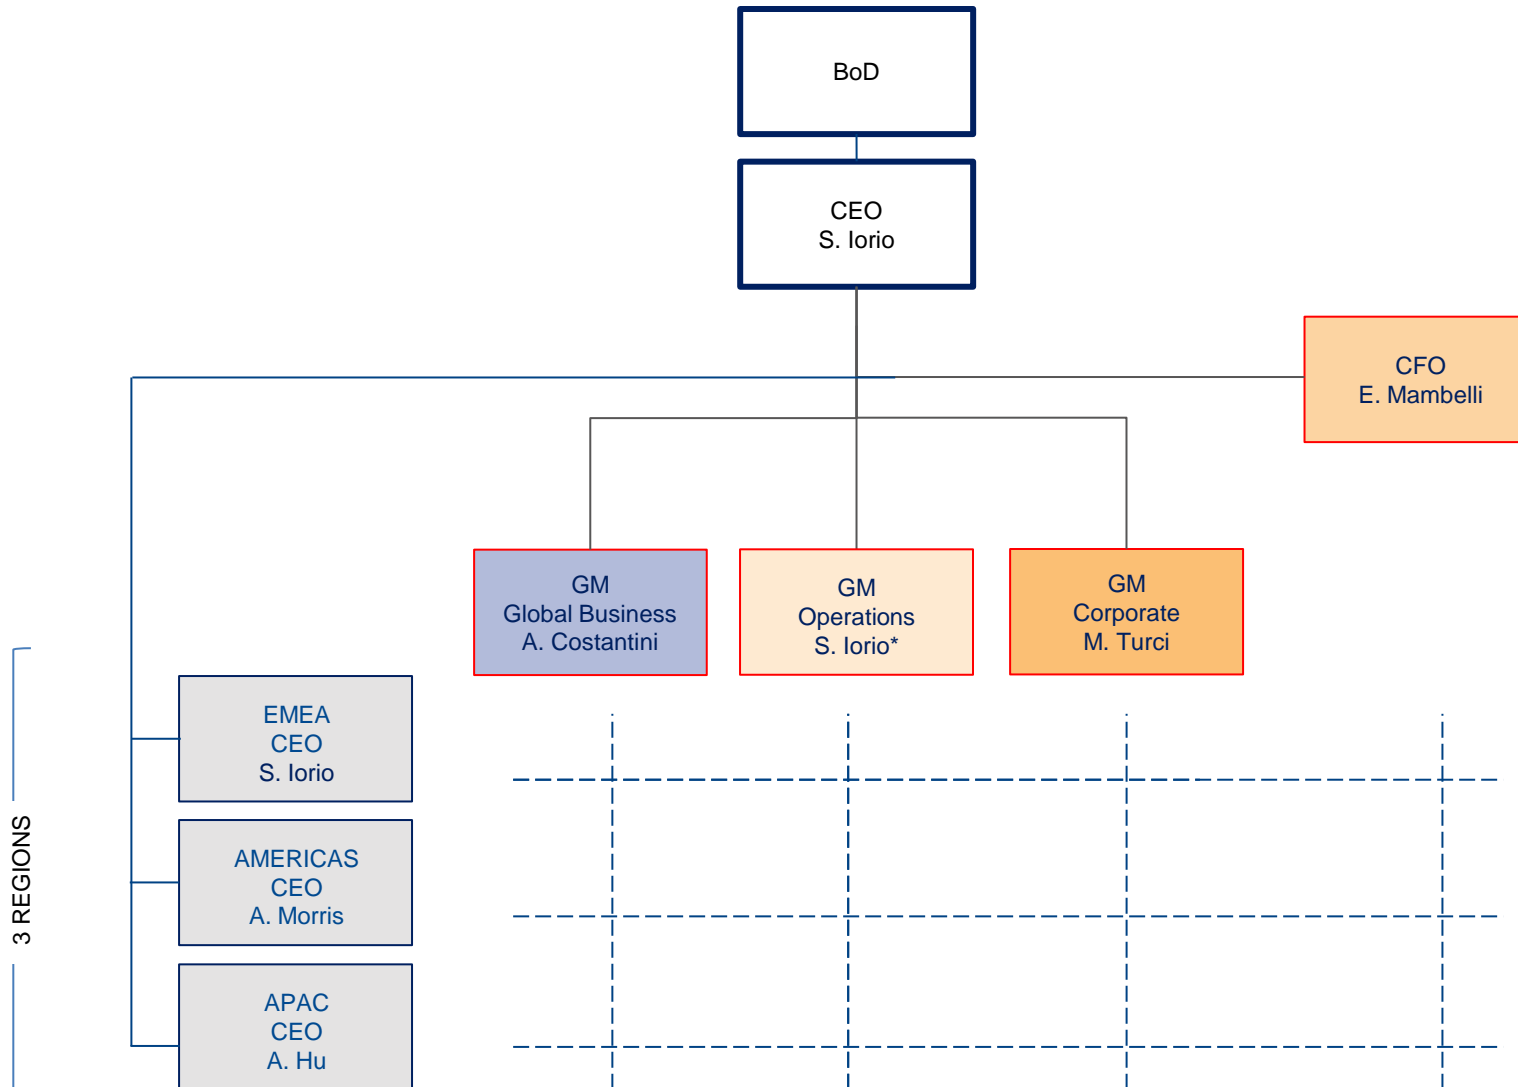 BoD
CEO
S. Iorio
CFO
E. Mambelli
GM
Global Business
A. Costantini
GM
Operations
S. Iorio*
GM
Corporate
M. Turci
3 REGIONS
EMEA
CEO
S. Iorio
AMERICAS
CEO
A. Morris
APAC
CEO
A. Hu